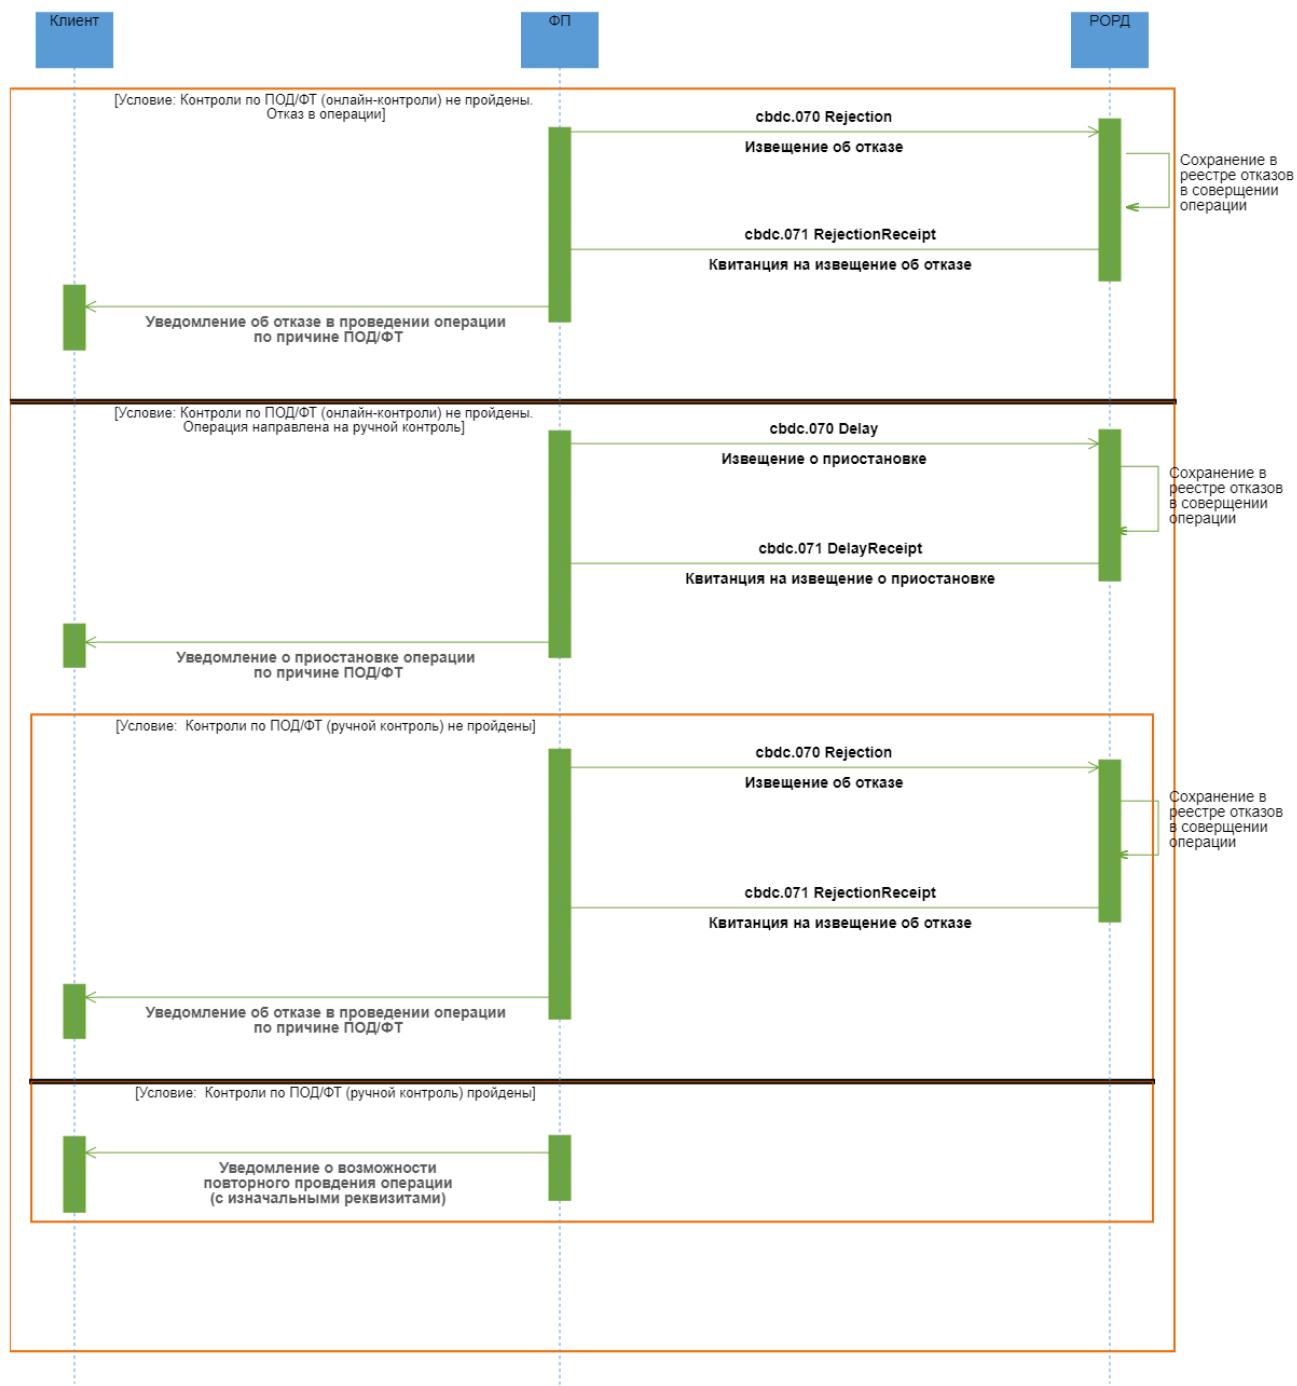 Клиент
ФП
РОРД
[Условие: Контроли по ПОД/ФТ (онлайн-контроли) не пройдены.
Отказ в операции]
cbdc.070 Rejection
Извещение об отказе
Сохранение в
реестре отказов
в соверщении
операции
cbdc.071 RejectionReceipt
Квитанция на извещение об отказе
Уведомление об отказе в проведении операции
по причине ПОД/ФТ
[Условие: Контроли по ПОД/ФТ (онлайн-контроли) не пройдены.
Операция направлена на ручной контроль]
cbdc.070 Delay
Извещение о приостановке
Сохранение в
реестре отказов
в соверщении
операции
cbdc.071 DelayReceipt
Квитанция на извещение о приостановке
Уведомление о приостановке операции
по причине ПОД/ФТ
[Условие:  Контроли по ПОД/ФТ (ручной контроль) не пройдены]
cbdc.070 Rejection
Извещение об отказе
Сохранение в
реестре отказов
в соверщении
операции
cbdc.071 RejectionReceipt
Квитанция на извещение об отказе
Уведомление об отказе в проведении операции
по причине ПОД/ФТ
[Условие:  Контроли по ПОД/ФТ (ручной контроль) пройдены]
Уведомление о возможности
повторного провдения операции
(с изначальными реквизитами)